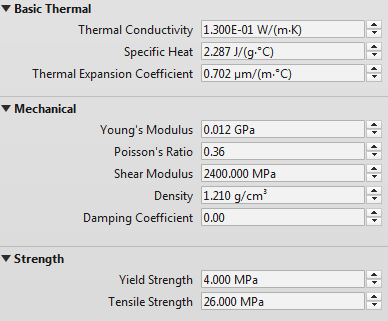 Basic Thermal
Thermal Conductivity 1.300E-01 W/(m·K)
Specific Heat 2.287 J/(g·°C)
Thermal Expansion Coefficient 0.702 µm/(m·°C)
Mechanical
Young's Modulus 0.012 GPa
Poisson's Ratio 0.36
Shear Modulus 2400.000 MPa
Density 1.210 g/cm³
Damping Coefficient 0.00
Strength
Yield Strength 4.000 MPa
Tensile Strength 26.000 MPa